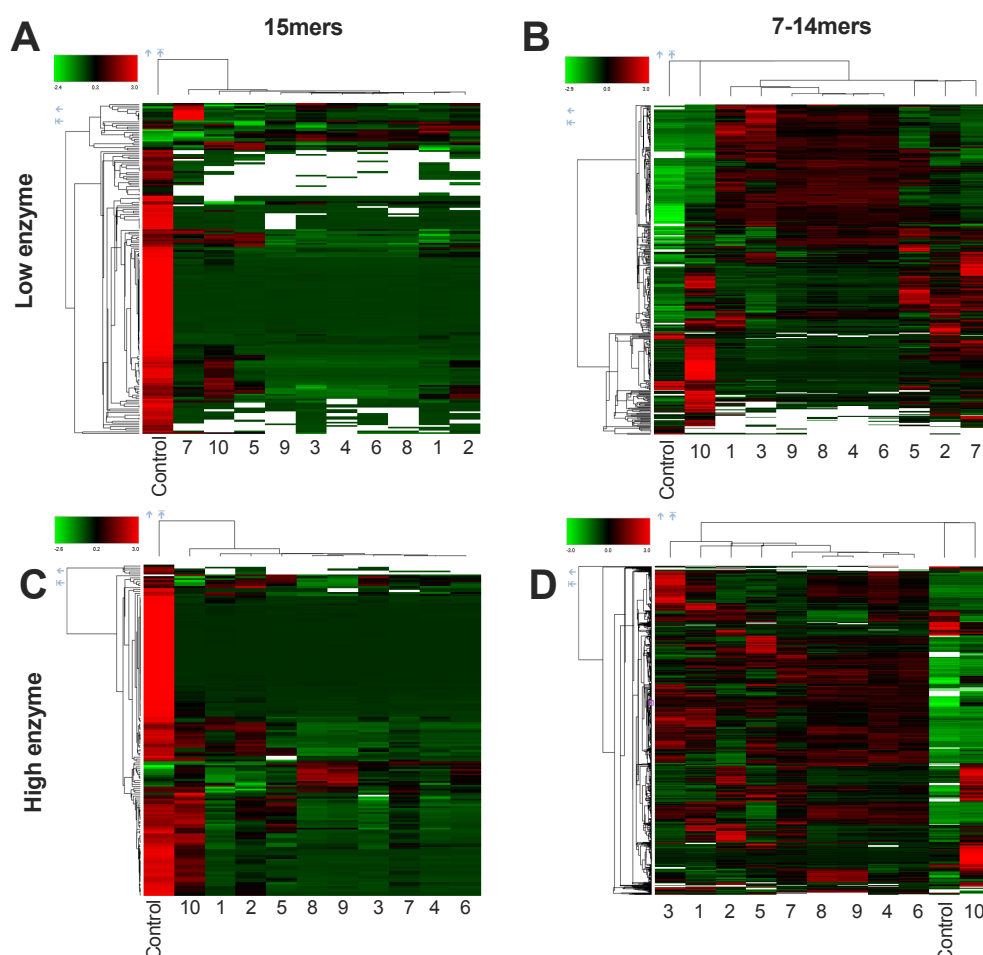 15mers
7-14mers
A
B
-2.4 0.3 3.0
-2.9 0.0 3.0
Low enzyme
Control 7 10 5 9 3 4 6 8 1 2
Control 10 1 3 9 8 4 6 5 2 7
C
D
-2.6 0.2 3.0
-3.0 0.0 3.0
High enzyme
Control 10 1 2 5 8 9 3 7 4 6
3 1 2 5 7 8 9 4 6 Control 10